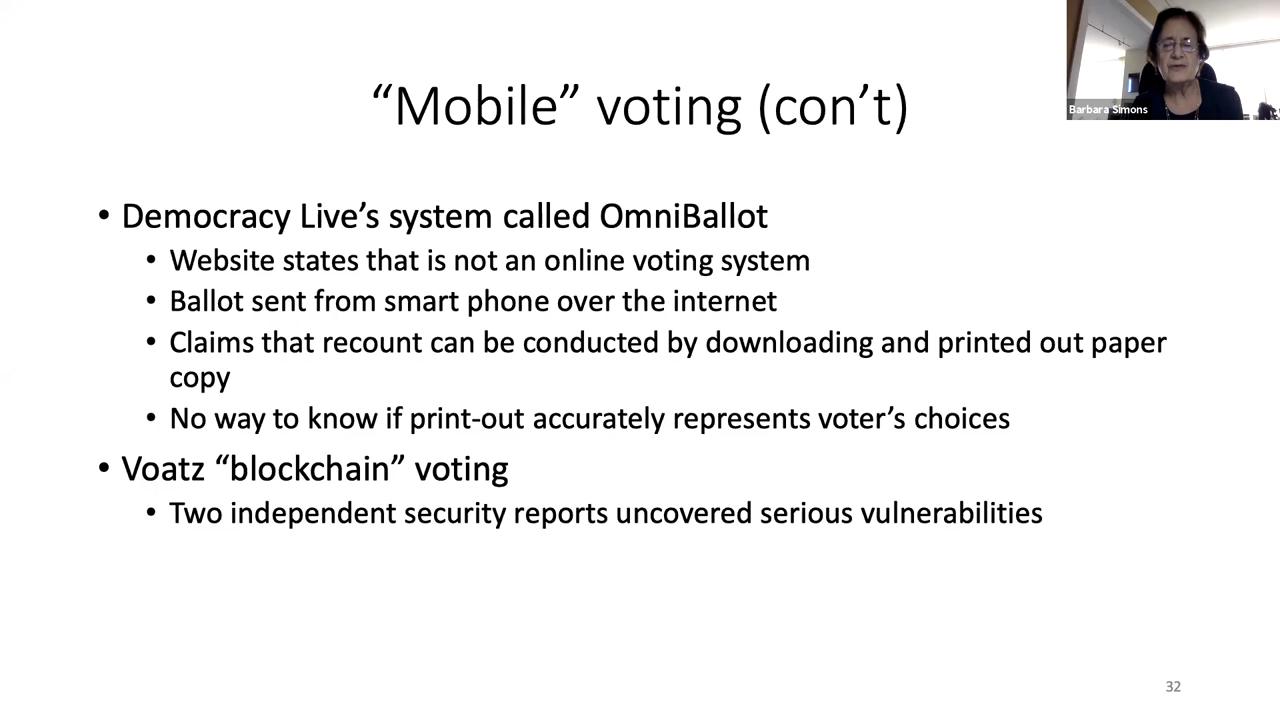 Barbara Simons
“Mobile” voting (con’t)
• Democracy Live’s system called OmniBallot
• Website states that is not an online voting system
• Ballot sent from smart phone over the internet
• Claims that recount can be conducted by downloading and printed out paper
copy
• No way to know if print-out accurately represents voter’s choices
• Voatz “blockchain” voting
• Two independent security reports uncovered serious vulnerabilities
32